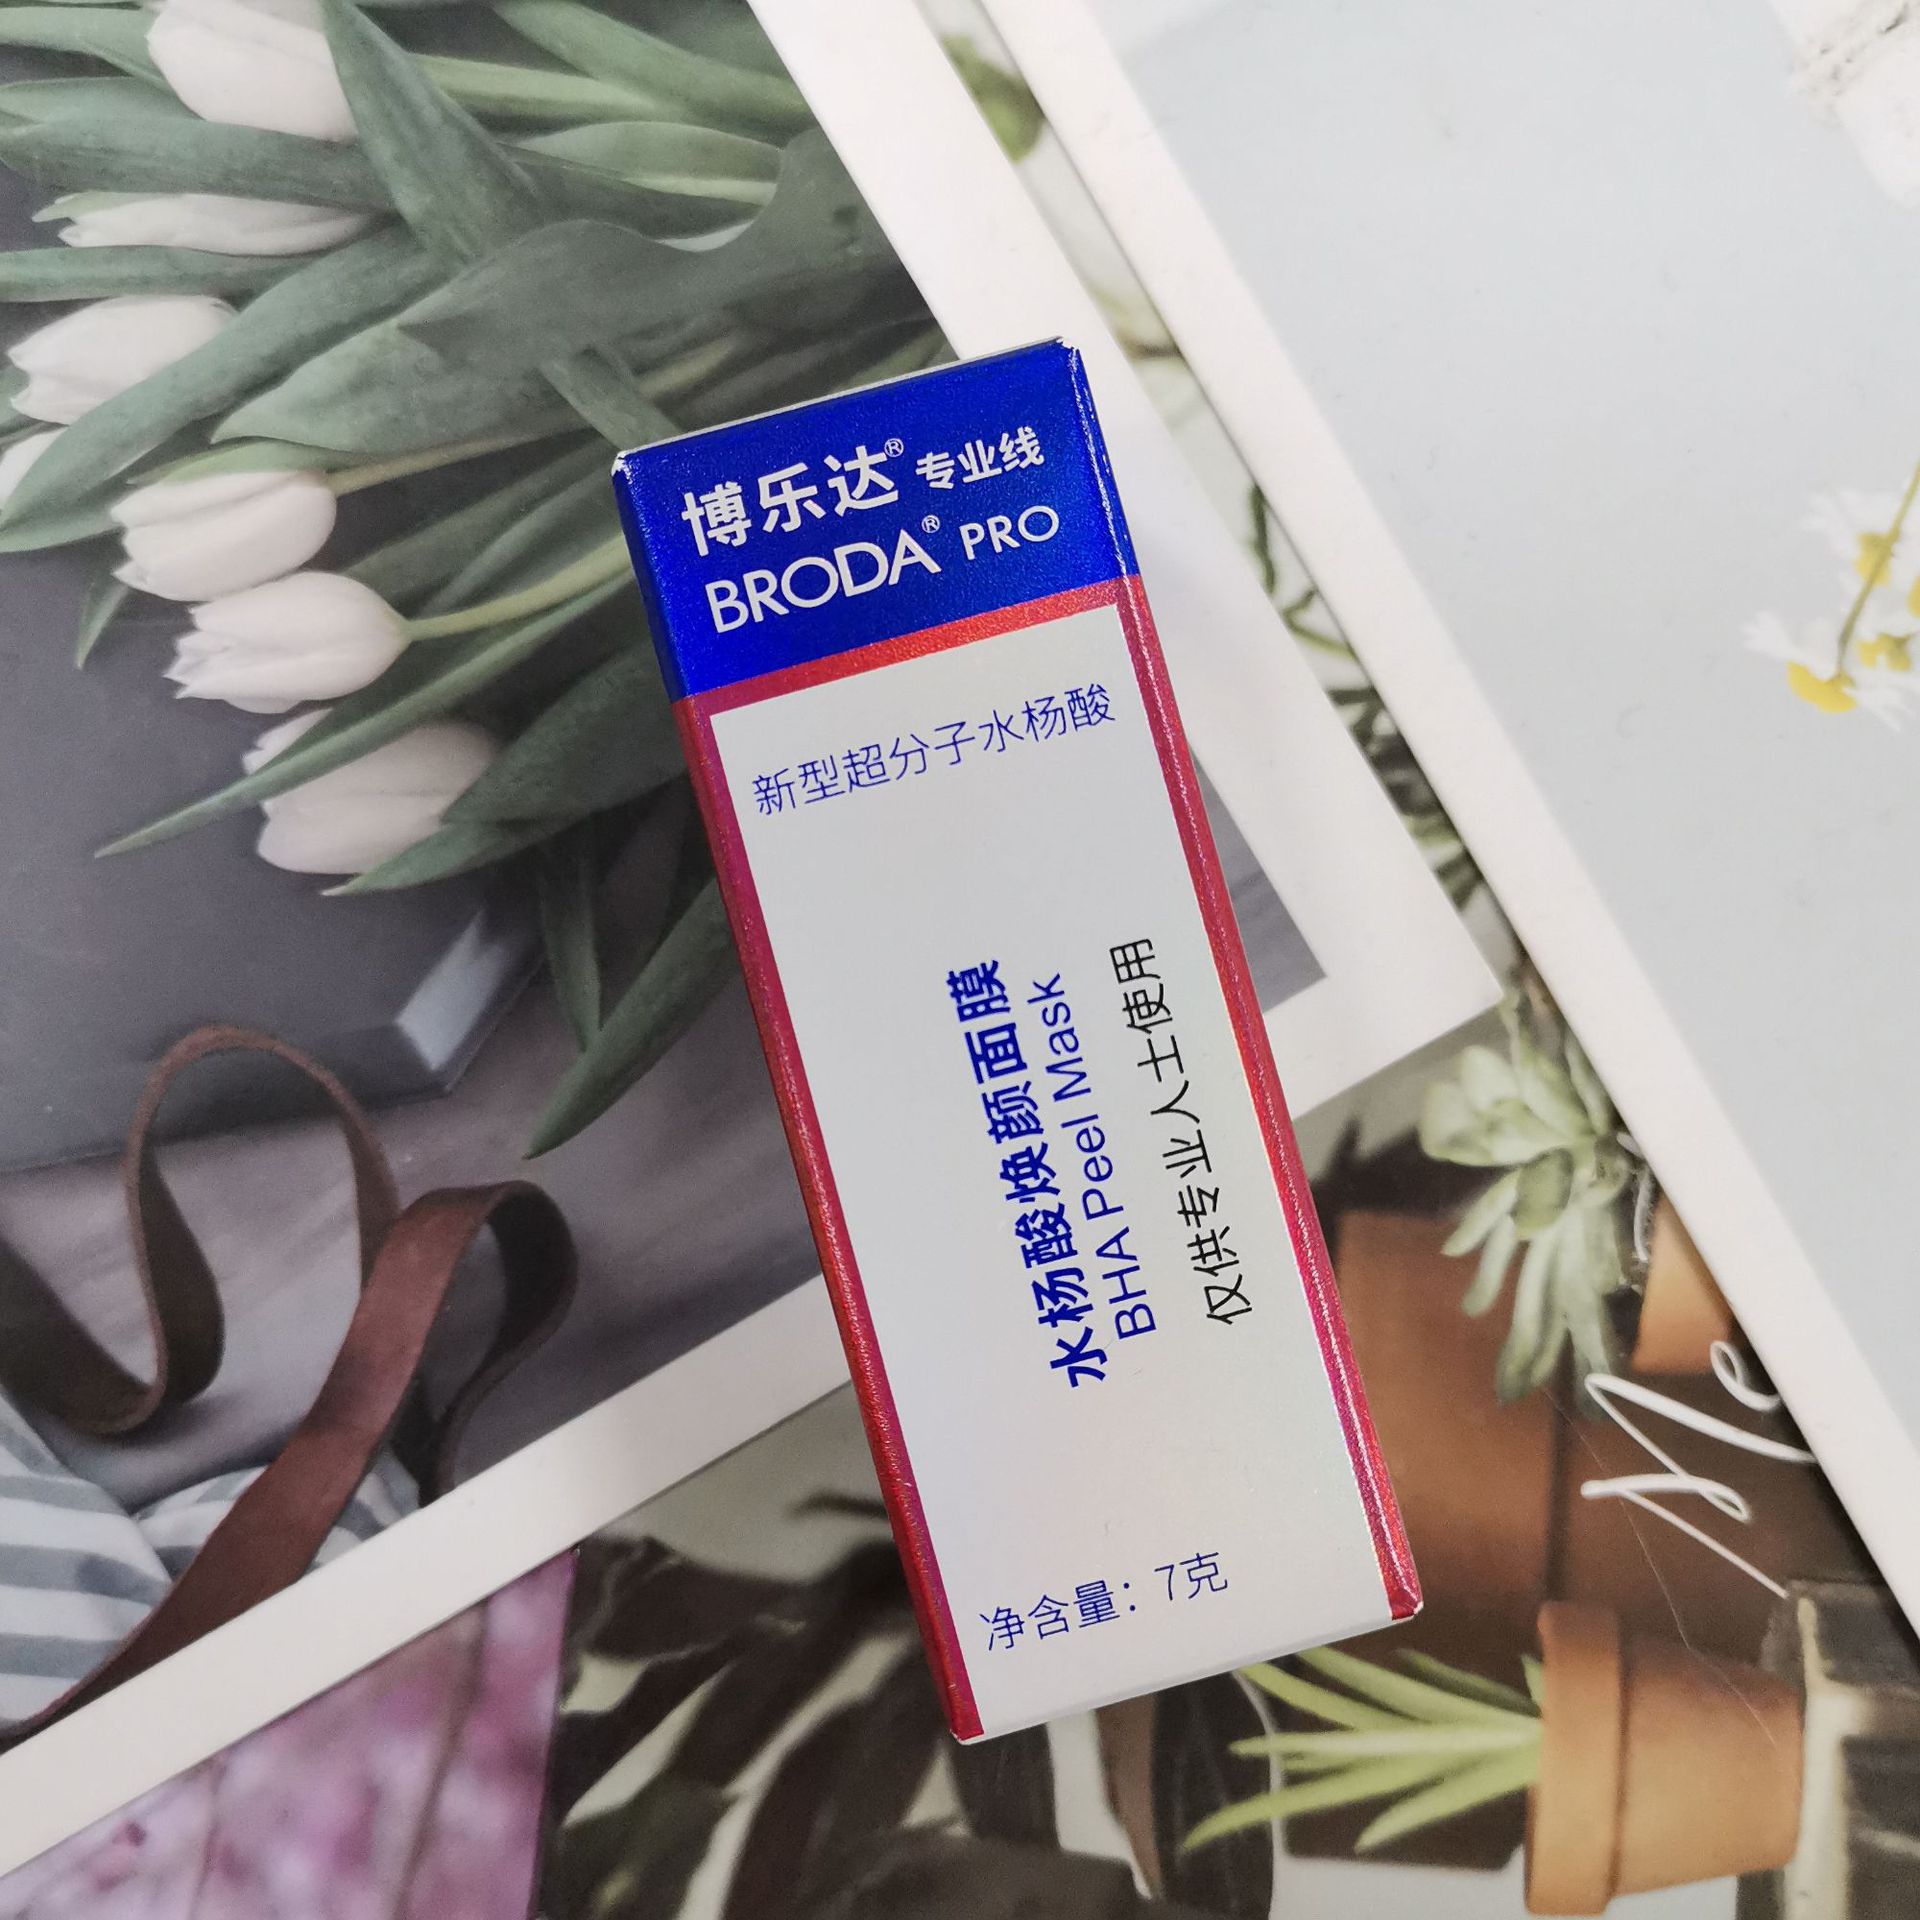 博乐达® 专业线
BRODA® PRO
新型超分子水杨酸
水杨酸焕颜面膜
BHA Peel Mask
仅供专业人士使用
净含量：7克
Ne